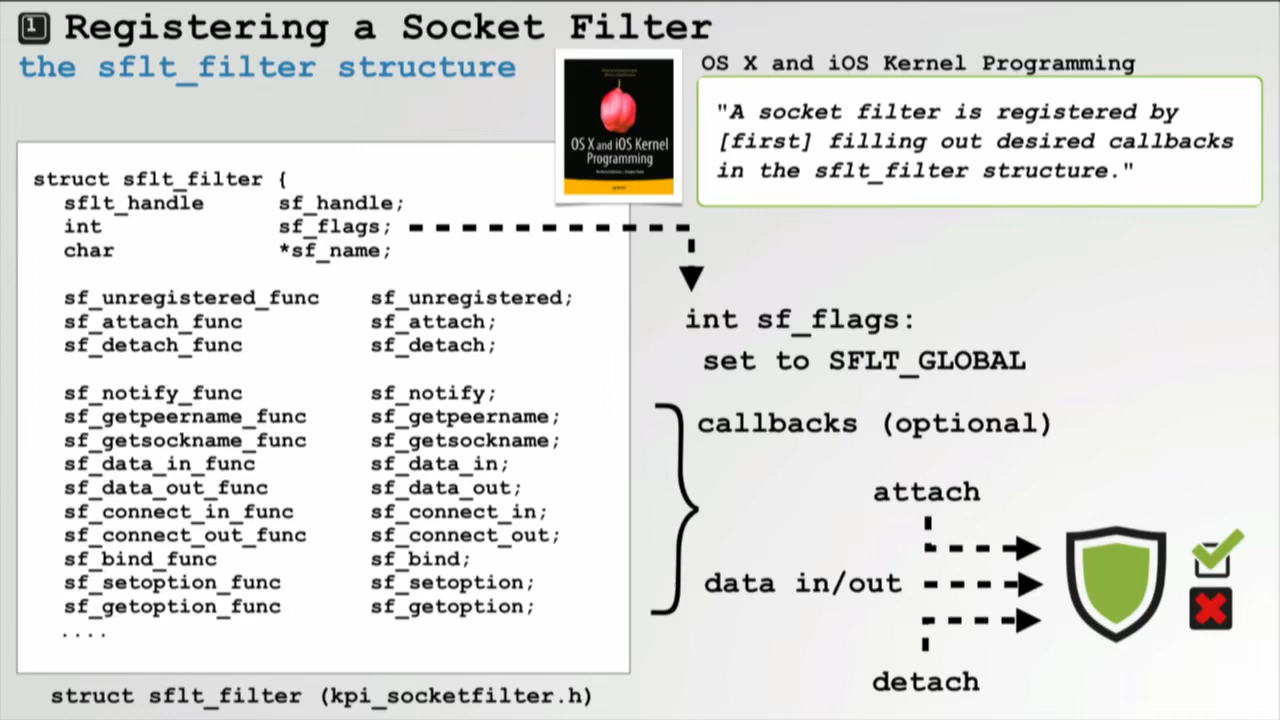 1 Registering a Socket Filter
the sflt_filter structure
OS X and iOS Kernel Programming
"A socket filter is registered by
[first] filling out desired callbacks
in the sflt_filter structure."
OS X and iOS Kernel
Programming
struct sflt_filter {
sflt_handle sf_handle;
int sf_flags;
char *sf_name;
sf_unregistered_func sf_unregistered;
sf_attach_func sf_attach;
sf_detach_func sf_detach;
sf_notify_func sf_notify;
sf_getpeername_func sf_getpeername;
sf_getsockname_func sf_getsockname;
sf_data_in_func sf_data_in;
sf_data_out_func sf_data_out;
sf_connect_in_func sf_connect_in;
sf_connect_out_func sf_connect_out;
sf_bind_func sf_bind;
sf_setoption_func sf_setoption;
sf_getoption_func sf_getoption;
....
struct sflt_filter (kpi_socketfilter.h)
int sf_flags:
set to SFLT_GLOBAL
callbacks (optional)
attach
data in/out
detach